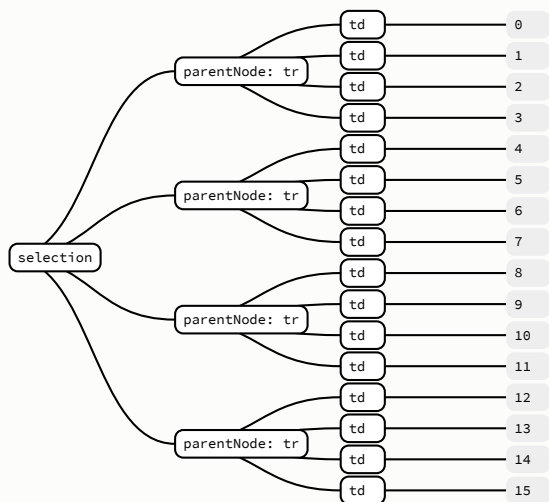 td 0
td 1
parentNode: tr
td 2
td 3
td 4
td 5
parentNode: tr
td 6
td 7
selection
td 8
td 9
parentNode: tr
td 10
td 11
td 12
td 13
parentNode: tr
td 14
td 15